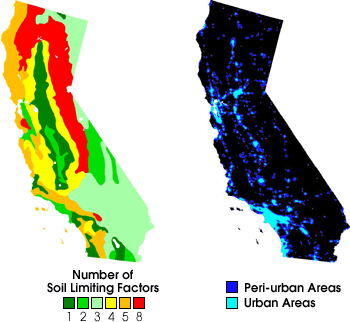 Number of
Soil Limiting Factors
1 2 3 4 5 8
Peri-urban Areas
Urban Areas